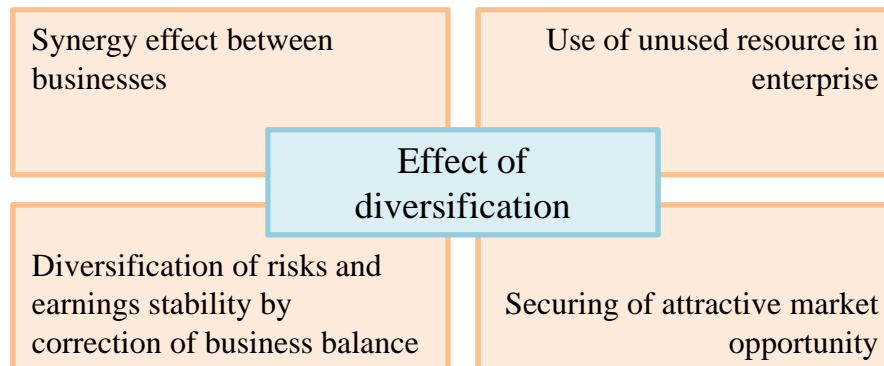 Synergy effect between
businesses
Use of unused resource in
enterprise
Effect of
diversification
Diversification of risks and
earnings stability by
correction of business balance
Securing of attractive market
opportunity